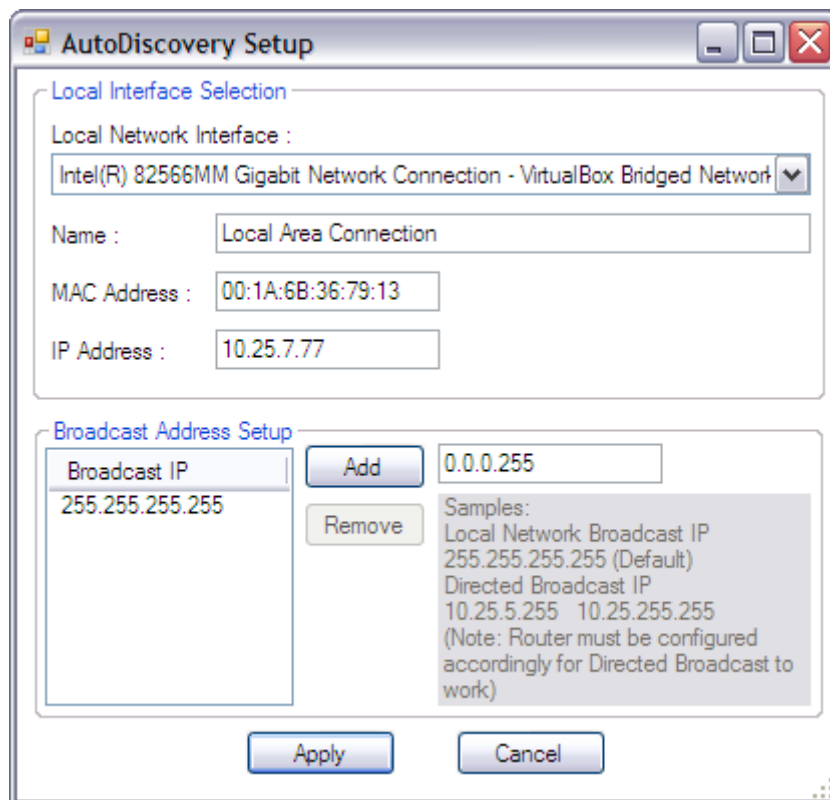 AutoDiscovery Setup
Local Interface Selection
Local Network Interface :
Intel(R) 82566MM Gigabit Network Connection - VirtualBox Bridged Network
Name :
Local Area Connection
MAC Address :
00:1A:6B:36:79:13
IP Address :
10.25.7.77
Broadcast Address Setup
Broadcast IP
255.255.255.255
Add
0.0.0.255
Remove
Samples:
Local Network Broadcast IP
255.255.255.255 (Default)
Directed Broadcast IP
10.25.5.255 10.25.255.255
(Note: Router must be configured
accordingly for Directed Broadcast to
work)
Apply
Cancel